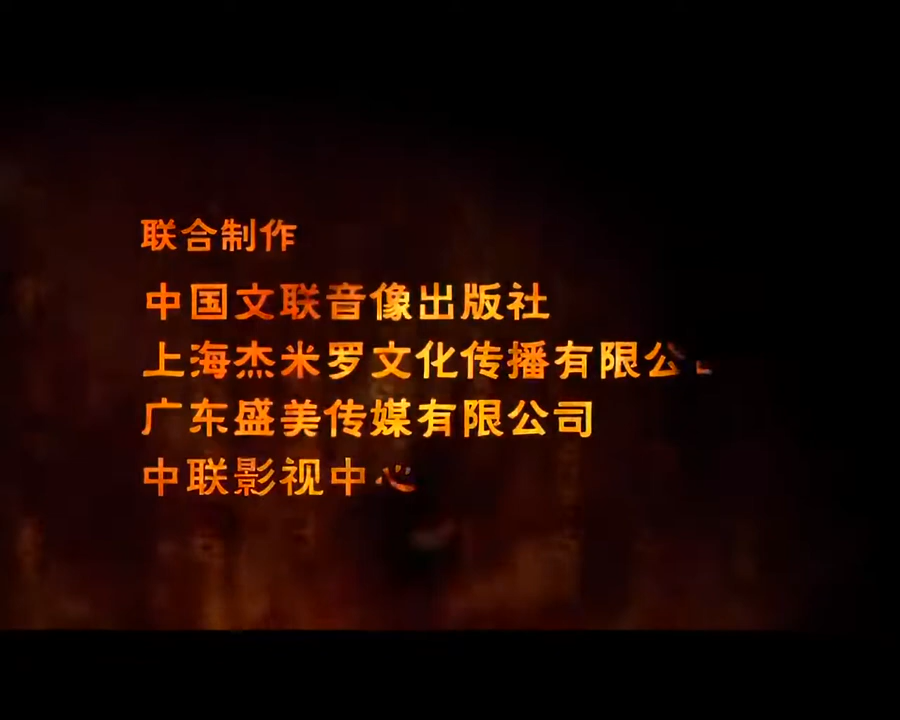 联合制作
中国文联音像出版社
上海杰米罗文化传播有限公司
广东盛美传媒有限公司
中联影视中心